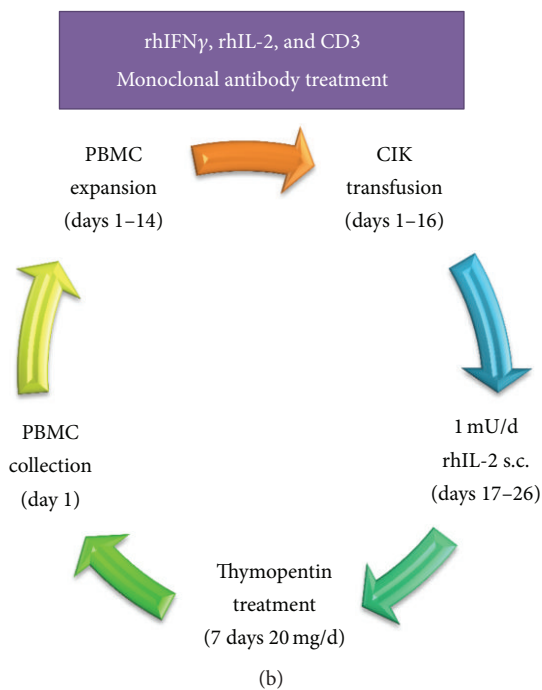 rhIFNγ, rhIL-2, and CD3
Monoclonal antibody treatment
PBMC
expansion
(days 1–14)
CIK
transfusion
(days 1–16)
1 mU/d
rhIL-2 s.c.
(days 17–26)
Thymopentin
treatment
(7 days 20 mg/d)
PBMC
collection
(day 1)
(b)